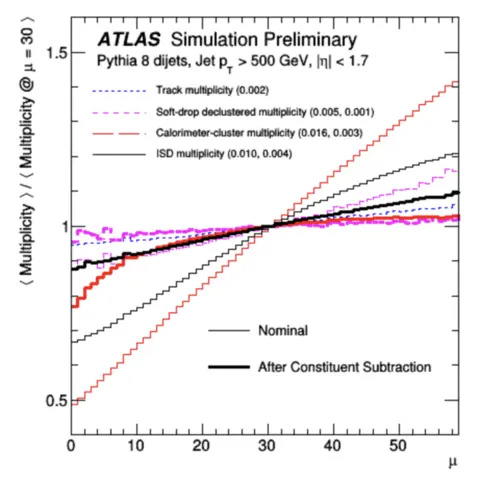 ATLAS Simulation Preliminary
Pythia 8 dijets, Jet p_T > 500 GeV, |η| < 1.7
Track multiplicity (0.002)
Soft-drop declustered multiplicity (0.005, 0.001)
Calorimeter-cluster multiplicity (0.016, 0.003)
ISD multiplicity (0.010, 0.004)
⟨ Multiplicity ⟩ / ⟨ Multiplicity @ μ = 30 ⟩
1.5
1
0.5
Nominal
After Constituent Subtraction
0 10 20 30 40 50
μ